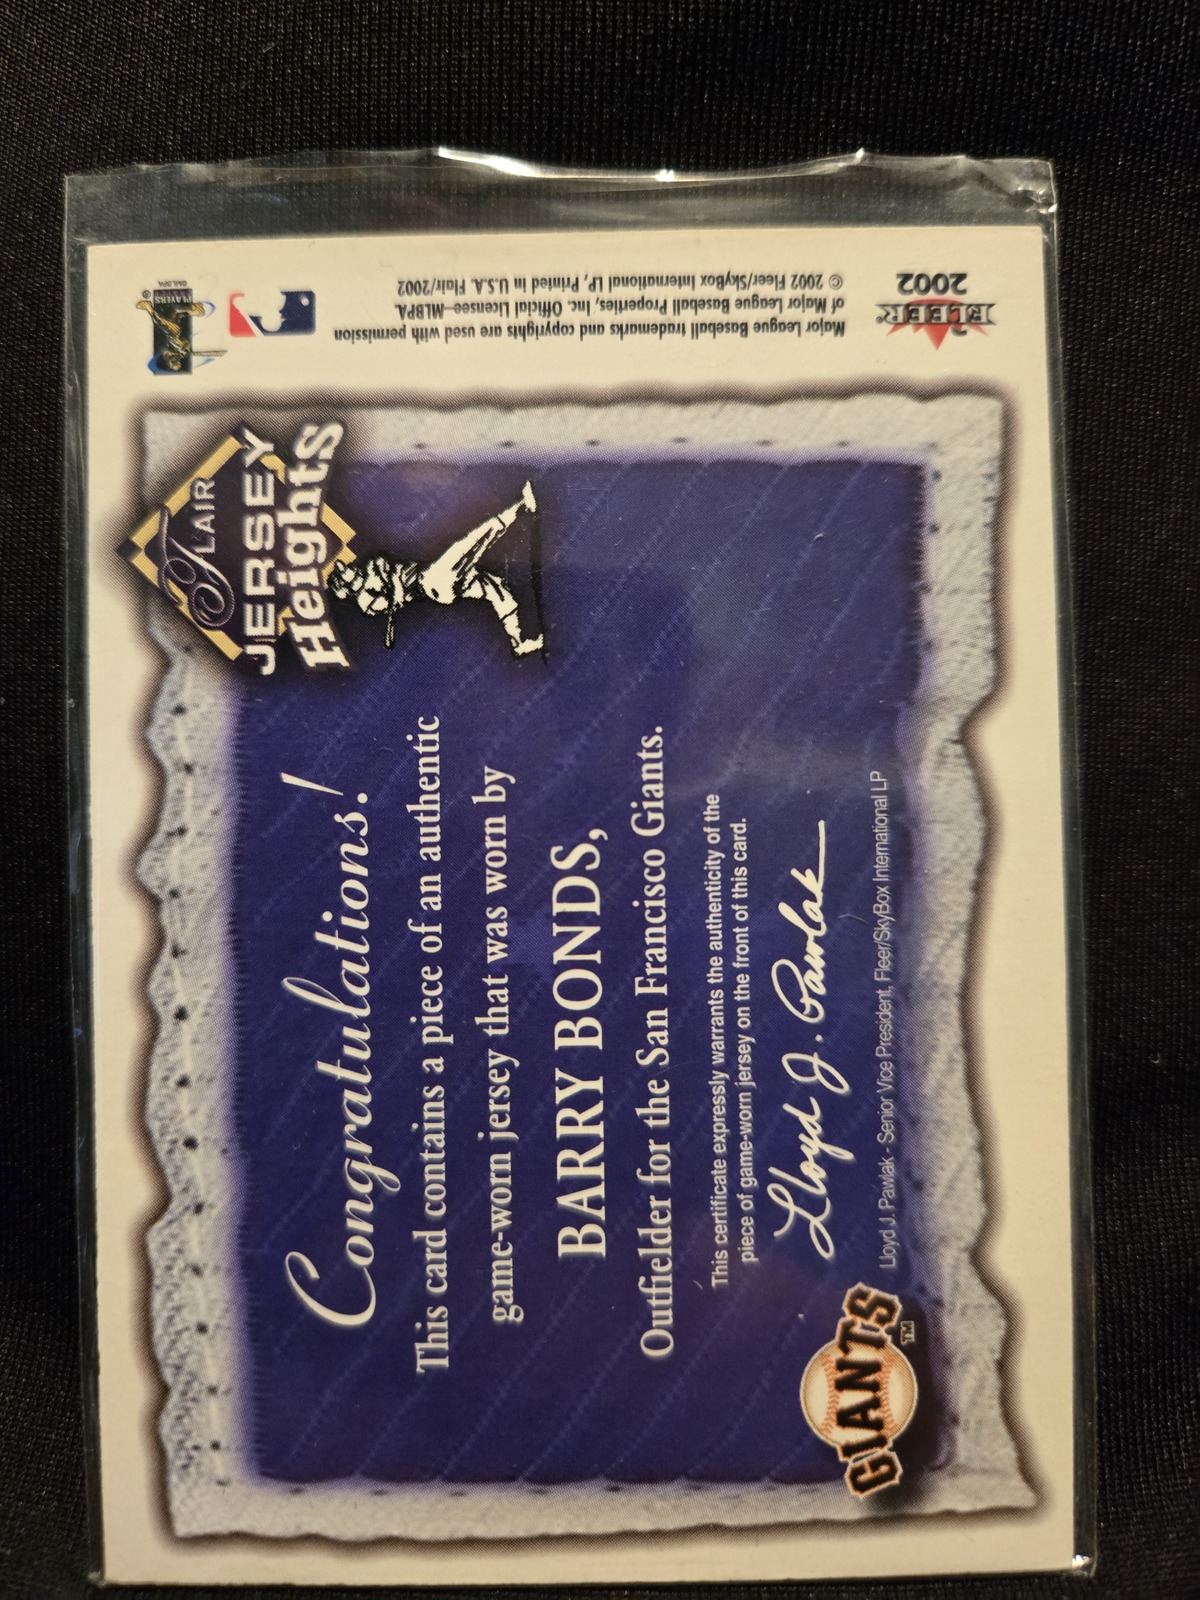 FLAIR
JERSEY
Heights
Congratulations!
This card contains a piece of an authentic
game-worn jersey that was worn by
BARRY BONDS,
Outfielder for the San Francisco Giants.
This certificate expressly warrants the authenticity of the
piece of game-worn jersey on the front of this card.
Lloyd J. Pawlak
Lloyd J. Pawlak - Senior Vice President, Fleer/SkyBox International LP
GIANTS
TM
FLEER®
2002
Major League Baseball trademarks and copyrights are used with permission
of Major League Baseball Properties, Inc. Official Licensee–MLBPA.
© 2002 Fleer/SkyBox International LP, Printed in U.S.A. Flair/2002
PLAYERS